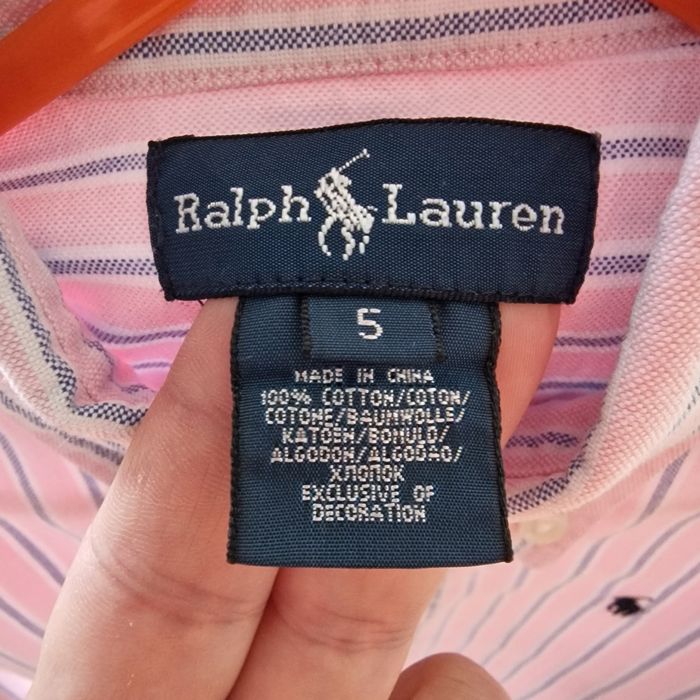 Ralph Lauren
5
MADE IN CHINA
100% COTTON/COTON/
COTONE/BAUMWOLLE/
KATOEN/BOMULD/
ALGODON/ALGODAO/
ХЛОПОК
EXCLUSIVE OF
DECORATION